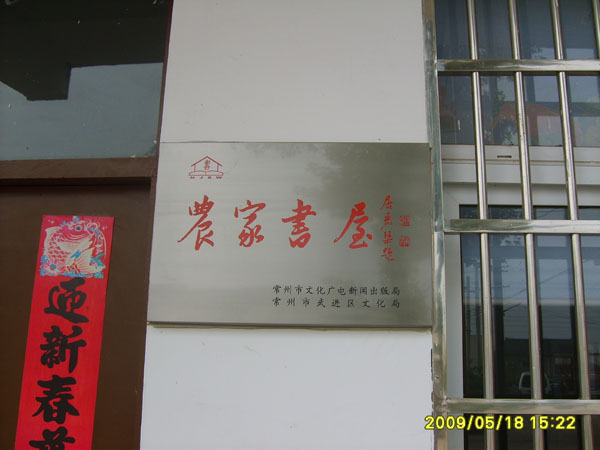 NJSW
農家書屋
常州市文化广电新闻出版局
常州市武进区文化局
迎新春
2009/05/18 15:22